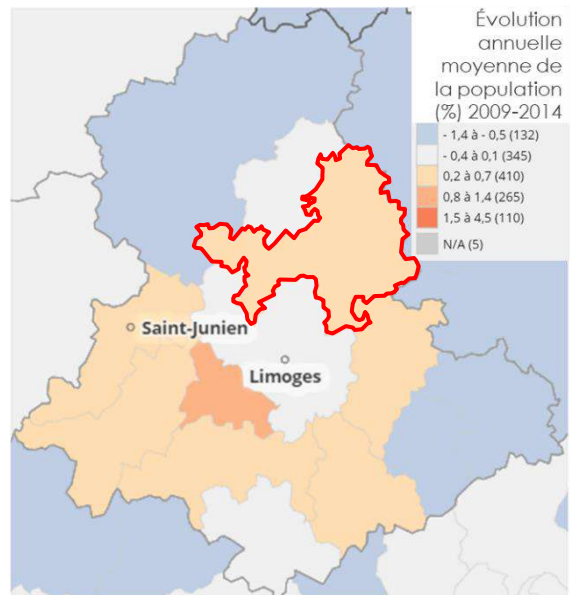 Évolution
annuelle
moyenne de
la population
(%) 2009-2014
- 1,4 à - 0,5 (132)
- 0,4 à 0,1 (345)
0,2 à 0,7 (410)
0,8 à 1,4 (265)
1,5 à 4,5 (110)
N/A (5)
Saint-Junien
Limoges